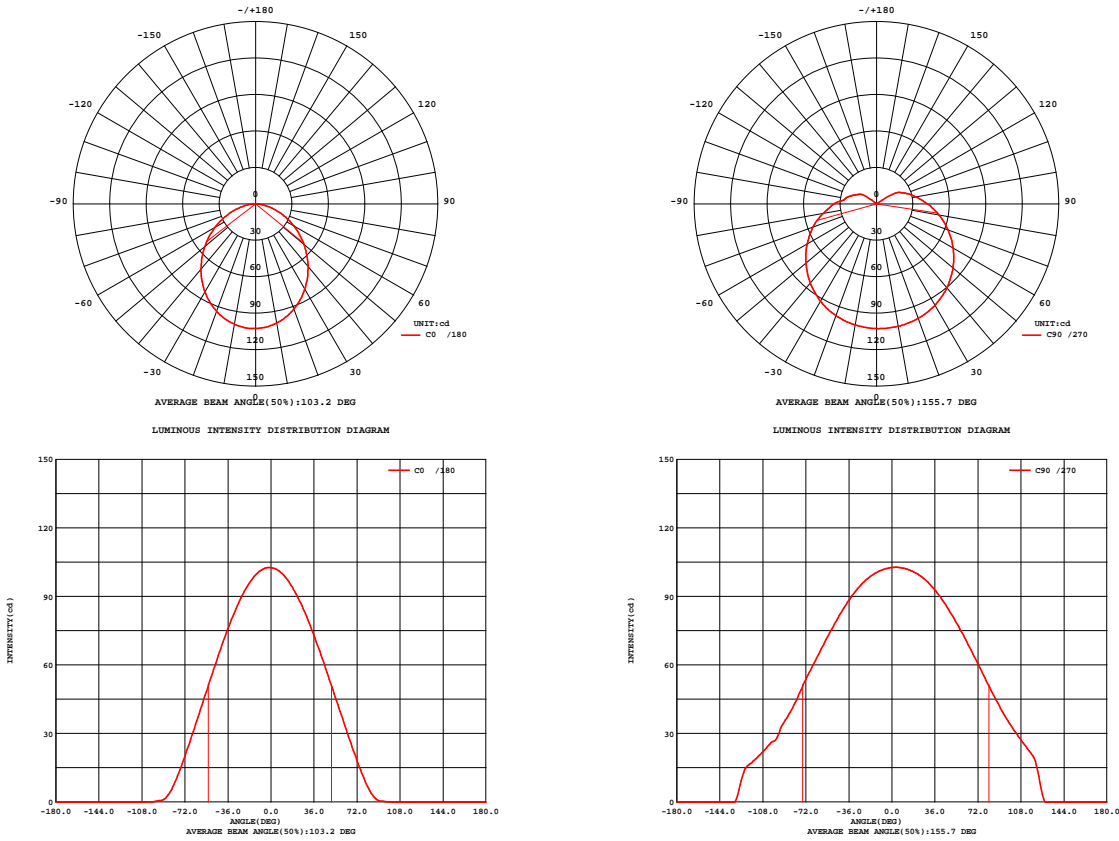 -/+180
-150 150
-120 120
-90 0 90
30
-60 60 60
90
UNIT:cd
C0 /180
120
-30 150 30
0
AVERAGE BEAM ANGLE(50%):103.2 DEG
LUMINOUS INTENSITY DISTRIBUTION DIAGRAM
-/+180
-150 150
-120 120
-90 0 90
30
-60 60 60
90
UNIT:cd
C90 /270
120
-30 150 30
0
AVERAGE BEAM ANGLE(50%):155.7 DEG
LUMINOUS INTENSITY DISTRIBUTION DIAGRAM
150
C0 /180
120
90
INTENSITY(cd)
60
30
0
-180.0 -144.0 -108.0 -72.0 -36.0 0.0 36.0 72.0 108.0 144.0 180.0
ANGLE(DEG)
AVERAGE BEAM ANGLE(50%):103.2 DEG
150
C90 /270
120
90
INTENSITY(cd)
60
30
0
-180.0 -144.0 -108.0 -72.0 -36.0 0.0 36.0 72.0 108.0 144.0 180.0
ANGLE(DEG)
AVERAGE BEAM ANGLE(50%):155.7 DEG